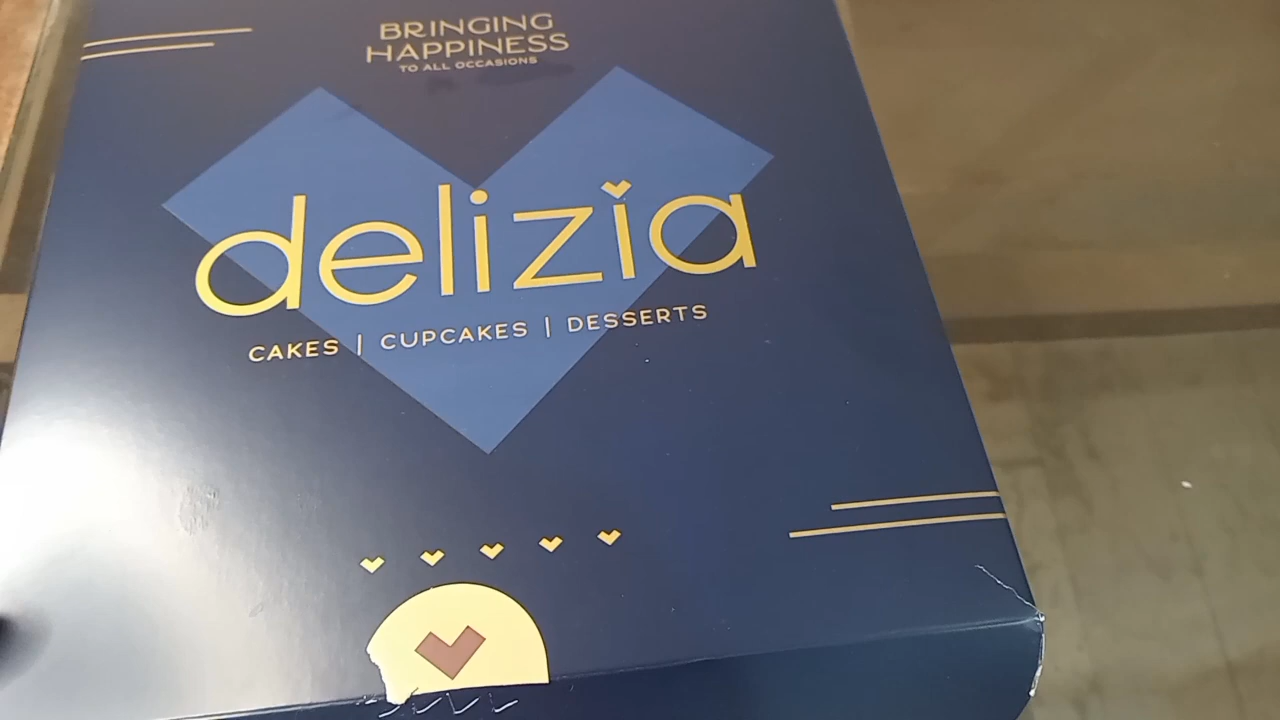 BRINGING
HAPPINESS
TO ALL OCCASIONS
delizia
CAKES | CUPCAKES | DESSERTS